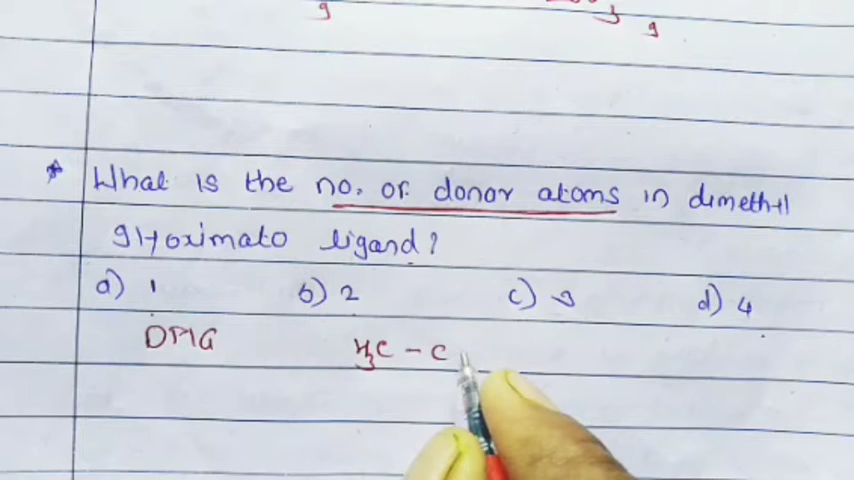 * What is the no. of donor atoms in dimethyl
glyoximato ligand?
a) 1 b) 2 c) 3 d) 4
DMG H₃C - C